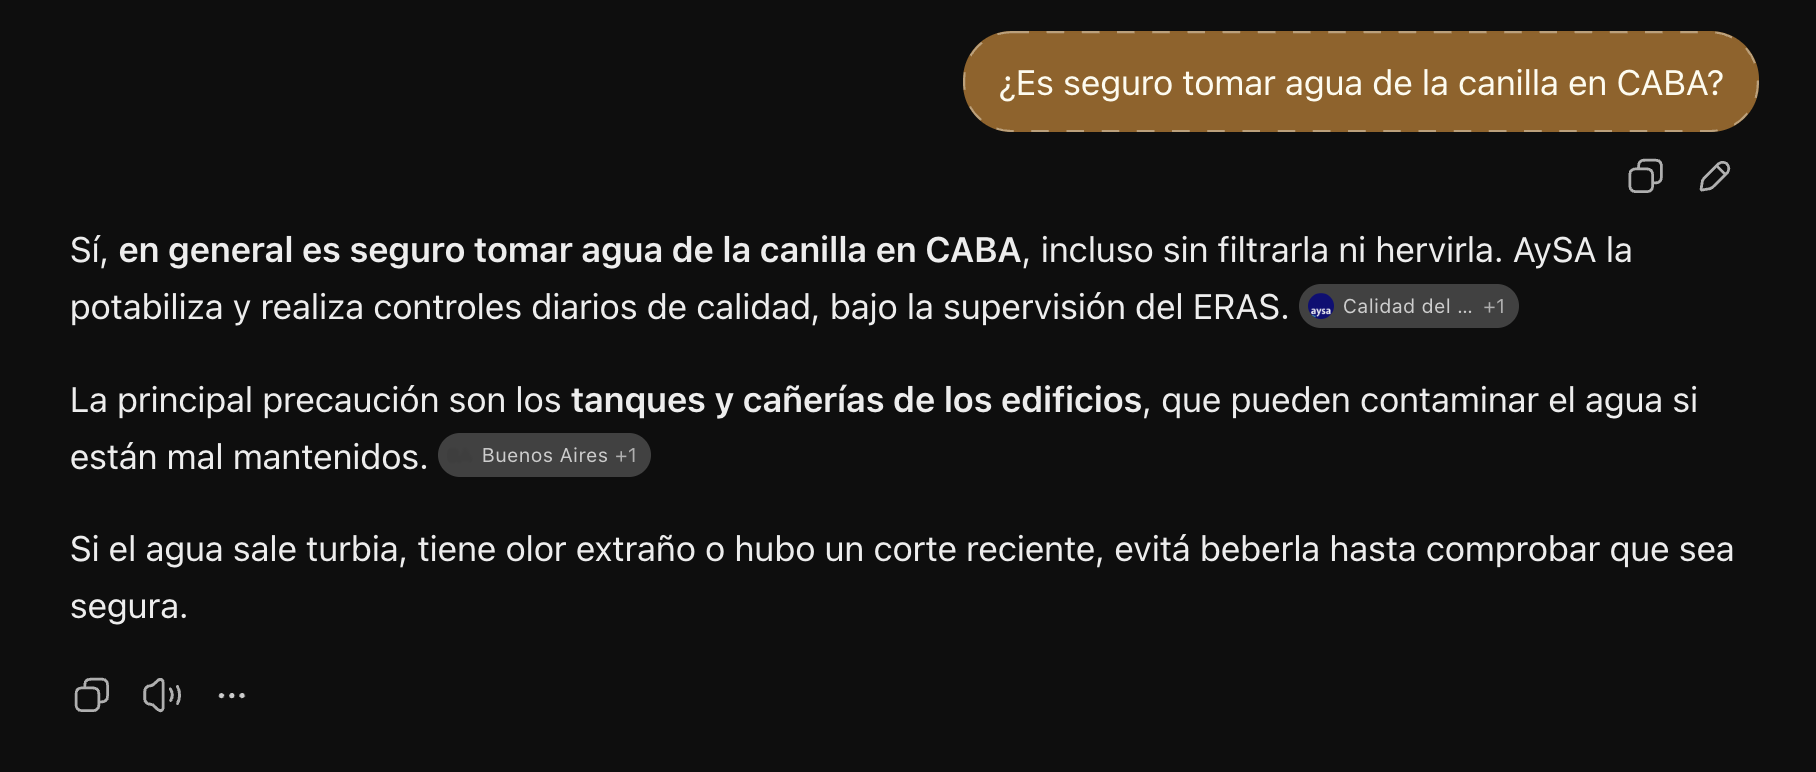 ¿Es seguro tomar agua de la canilla en CABA?
Sí, en general es seguro tomar agua de la canilla en CABA, incluso sin filtrarla ni hervirla. AySA la
potabiliza y realiza controles diarios de calidad, bajo la supervisión del ERAS. aysa Calidad del ... +1
La principal precaución son los tanques y cañerías de los edificios, que pueden contaminar el agua si
están mal mantenidos. Buenos Aires +1
Si el agua sale turbia, tiene olor extraño o hubo un corte reciente, evitá beberla hasta comprobar que sea
segura.